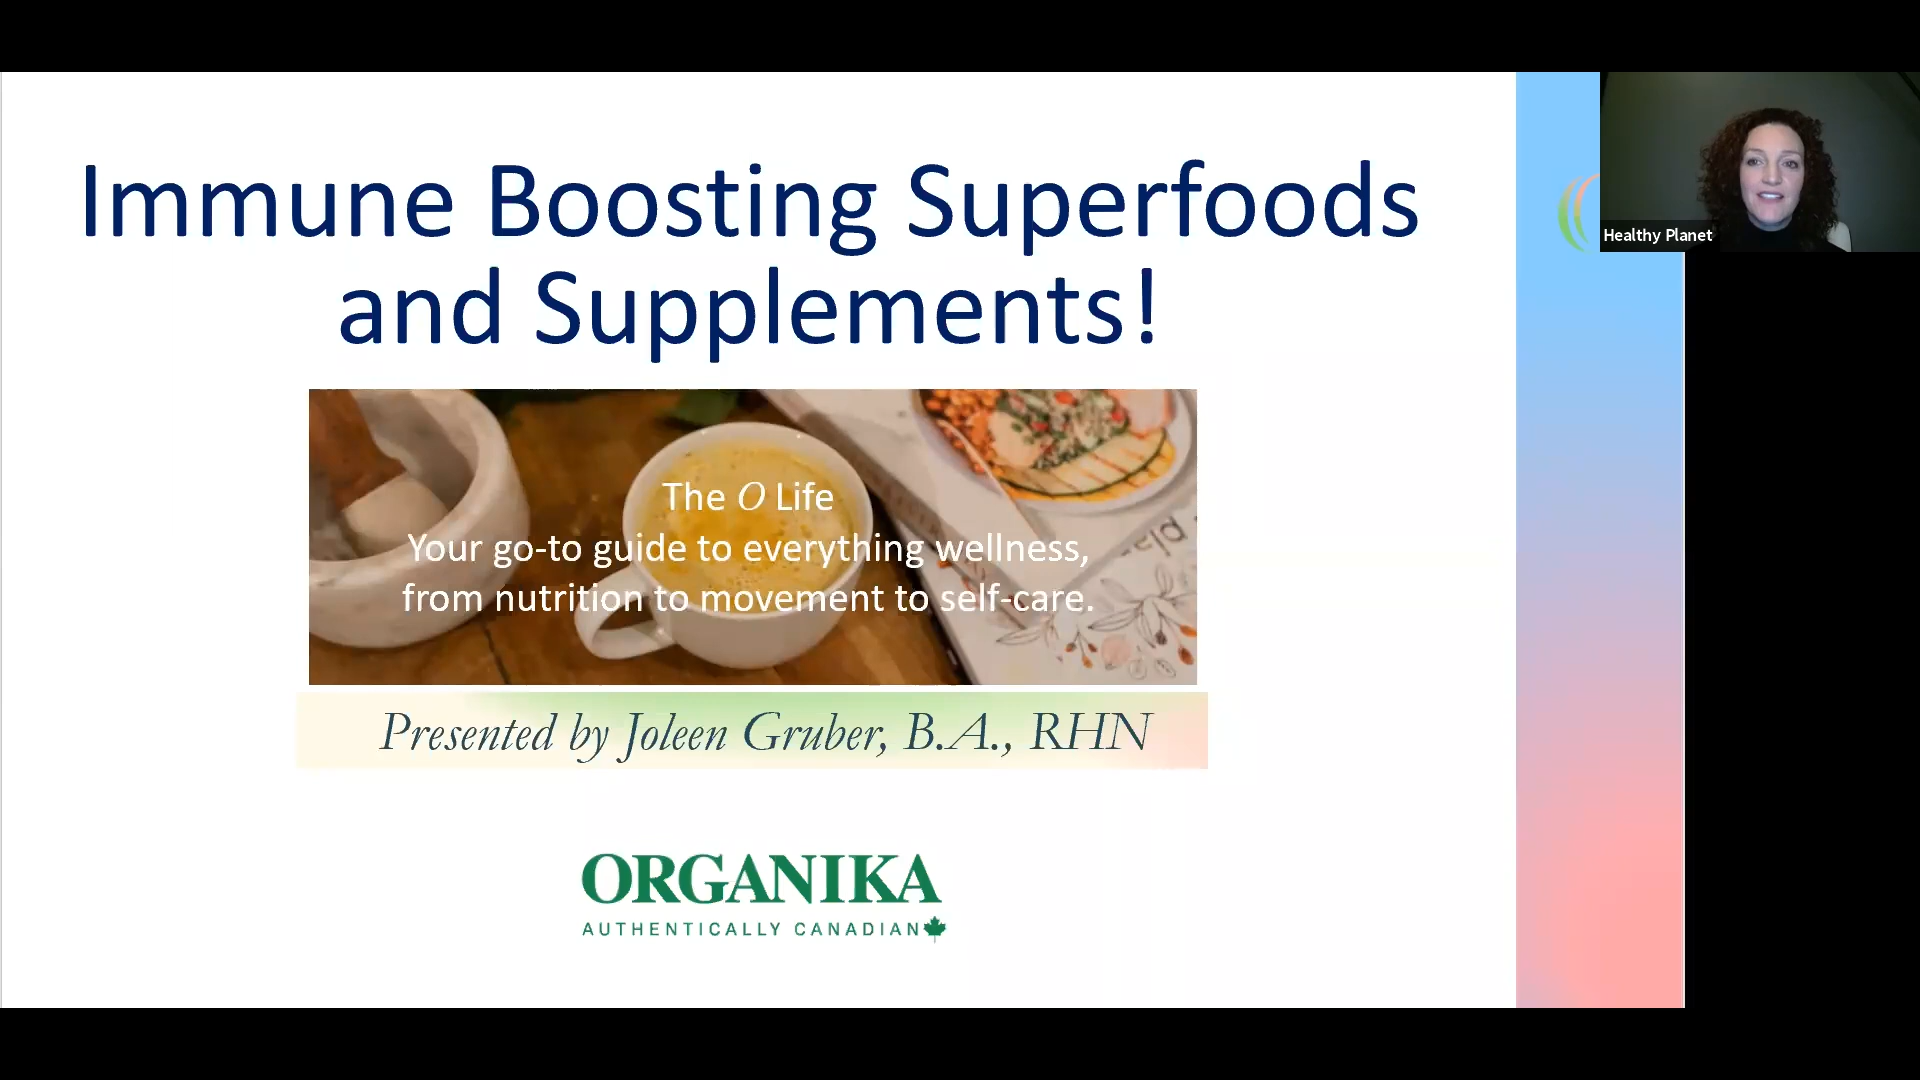 Immune Boosting Superfoods
and Supplements!
Healthy Planet
The O Life
Your go-to guide to everything wellness,
from nutrition to movement to self-care.
Presented by Joleen Gruber, B.A., RHN
ORGANIKA
AUTHENTICALLY CANADIAN